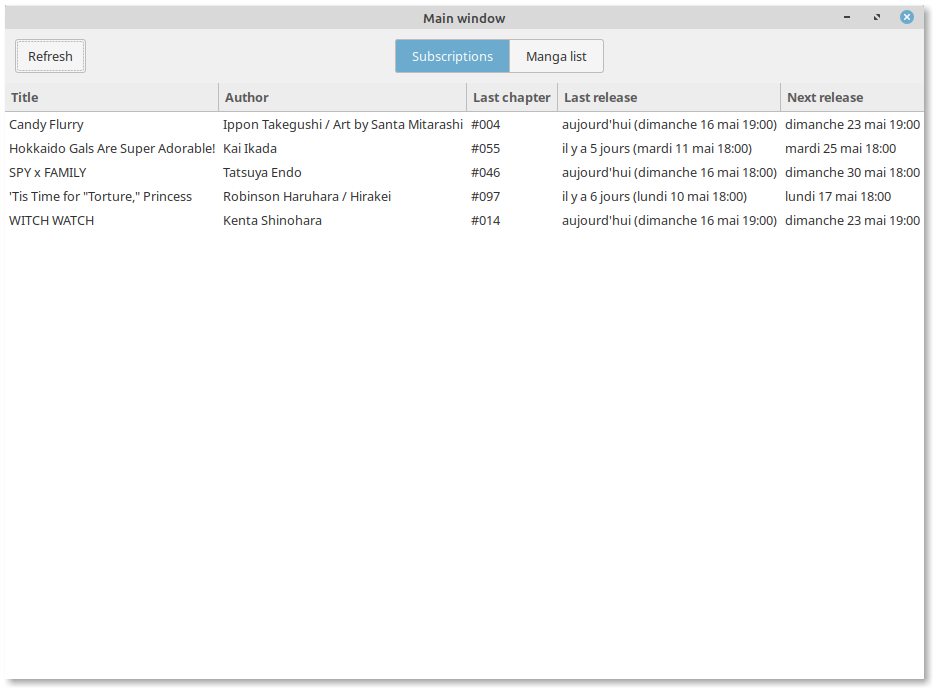 Main window
Refresh Subscriptions Manga list
Title Author Last chapter Last release Next release
Candy Flurry Ippon Takegushi / Art by Santa Mitarashi #004 aujourd'hui (dimanche 16 mai 19:00) dimanche 23 mai 19:00
Hokkaido Gals Are Super Adorable! Kai Ikada #055 il y a 5 jours (mardi 11 mai 18:00) mardi 25 mai 18:00
SPY x FAMILY Tatsuya Endo #046 aujourd'hui (dimanche 16 mai 18:00) dimanche 30 mai 18:00
'Tis Time for "Torture," Princess Robinson Haruhara / Hirakei #097 il y a 6 jours (lundi 10 mai 18:00) lundi 17 mai 18:00
WITCH WATCH Kenta Shinohara #014 aujourd'hui (dimanche 16 mai 19:00) dimanche 23 mai 19:00